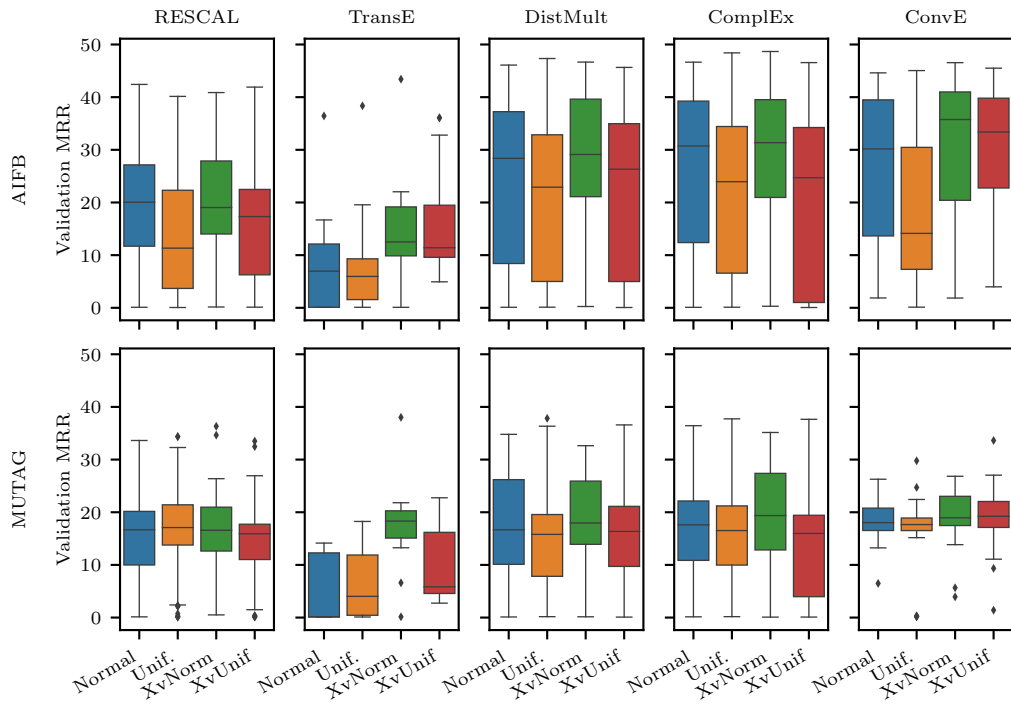 RESCAL TransE DistMult ComplEx ConvE
AIFB
Validation MRR
50
40
30
20
10
0
MUTAG
Validation MRR
50
40
30
20
10
0
Normal Unif. XvNorm XvUnif Normal Unif. XvNorm XvUnif Normal Unif. XvNorm XvUnif Normal Unif. XvNorm XvUnif Normal Unif. XvNorm XvUnif